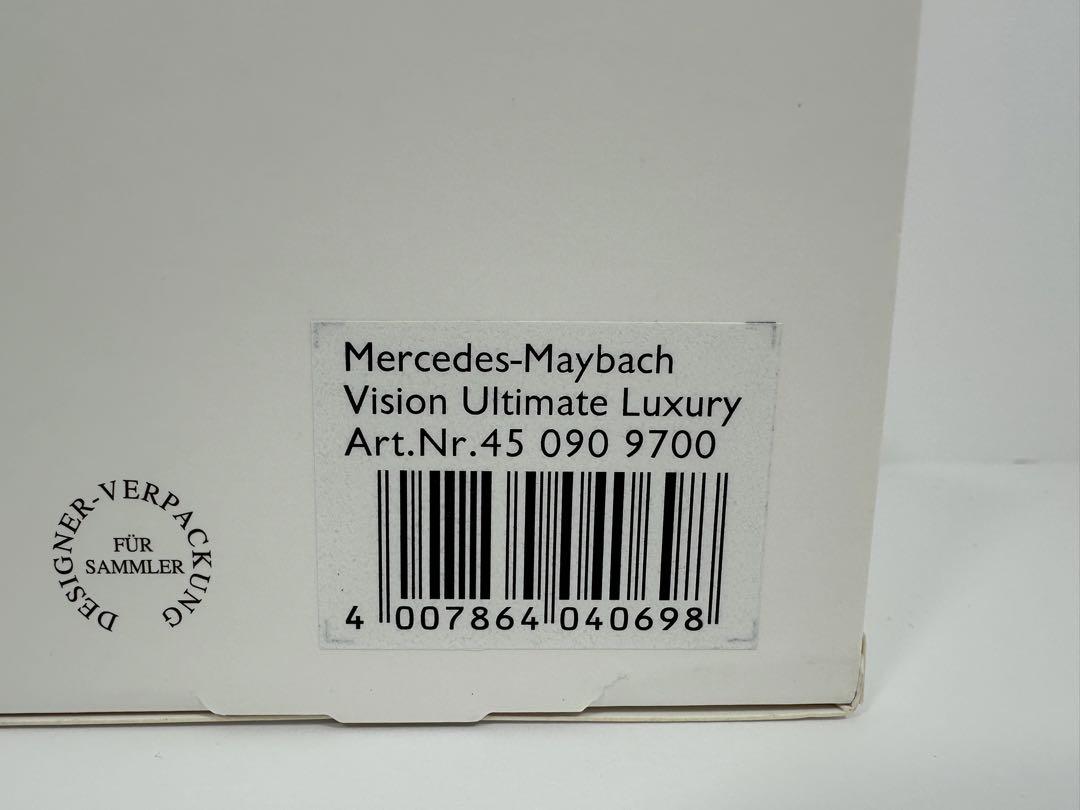 Mercedes-Maybach
Vision Ultimate Luxury
Art.Nr.45 090 9700
4 007864 040698
DESIGNER-VERPACKUNG
FÜR
SAMMLER